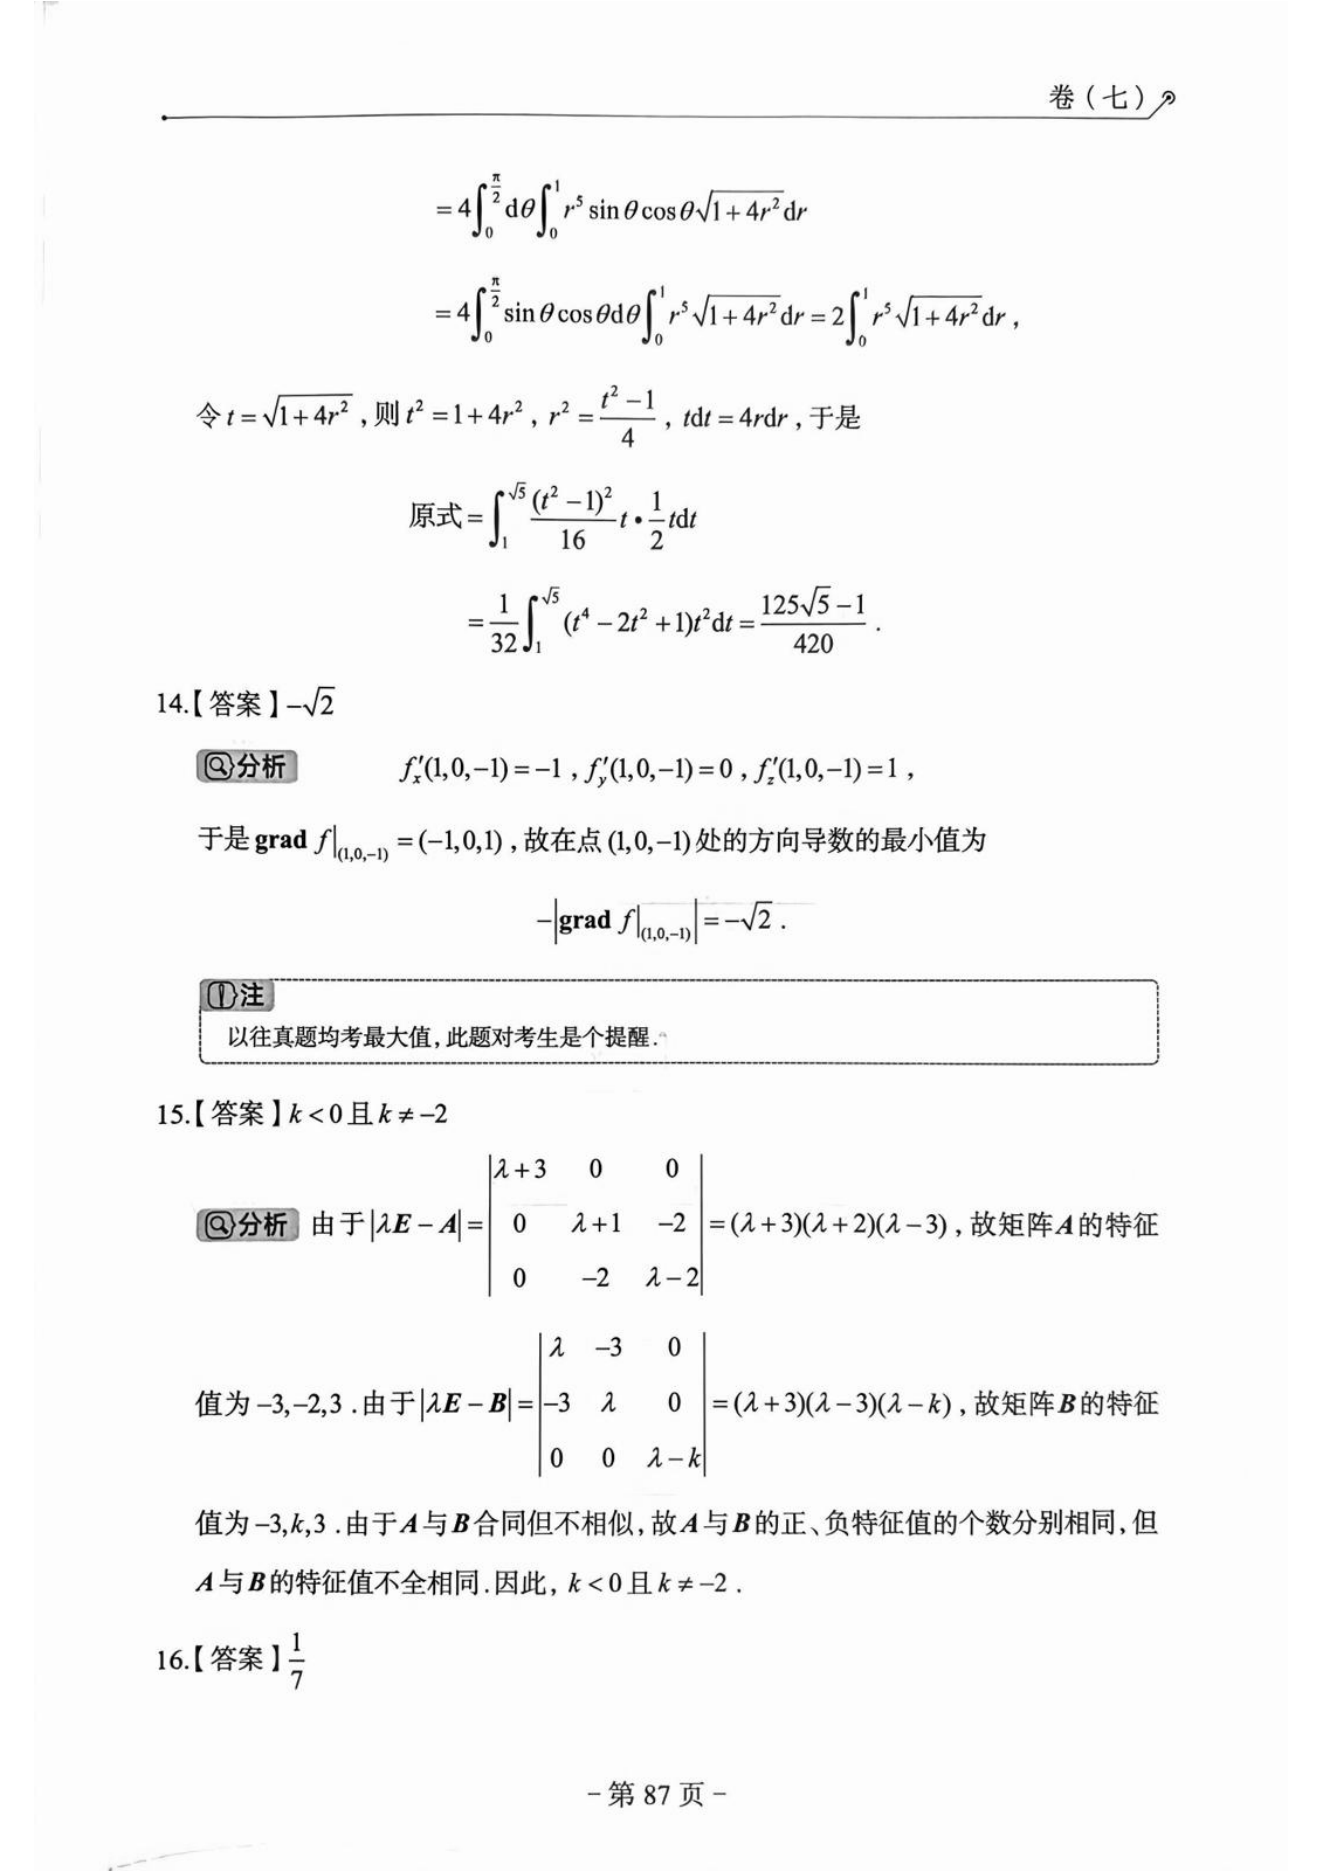 卷（七）
$= 4\int_0^{\frac{\pi}{2}} \mathrm{d}\theta \int_0^1 r^5 \sin\theta\cos\theta\sqrt{1+4r^2}\,\mathrm{d}r$
$= 4\int_0^{\frac{\pi}{2}} \sin\theta\cos\theta\mathrm{d}\theta \int_0^1 r^5\sqrt{1+4r^2}\,\mathrm{d}r = 2\int_0^1 r^5\sqrt{1+4r^2}\,\mathrm{d}r$ ,
令 $t=\sqrt{1+4r^2}$ , 则 $t^2=1+4r^2$ , $r^2=\frac{t^2-1}{4}$ , $t\mathrm{d}t=4r\mathrm{d}r$ , 于是
原式 $= \int_1^{\sqrt{5}} \frac{(t^2-1)^2}{16} t \cdot \frac{1}{2} t\mathrm{d}t$
$= \frac{1}{32}\int_1^{\sqrt{5}} (t^4-2t^2+1)t^2\mathrm{d}t = \frac{125\sqrt{5}-1}{420}$ .
14.【答案】$-\sqrt{2}$
分析 $f_x'(1,0,-1)=-1$ , $f_y'(1,0,-1)=0$ , $f_z'(1,0,-1)=1$ ,
于是 $\mathbf{grad}\ f|_{(1,0,-1)}=(-1,0,1)$ , 故在点 $(1,0,-1)$ 处的方向导数的最小值为
$-\left|\mathbf{grad}\ f|_{(1,0,-1)}\right|=-\sqrt{2}$ .
注
以往真题均考最大值, 此题对考生是个提醒.
15.【答案】$k<0$ 且 $k\neq-2$
分析 由于 $|\lambda E-A|=\begin{vmatrix}\lambda+3&0&0\\0&\lambda+1&-2\\0&-2&\lambda-2\end{vmatrix}=(\lambda+3)(\lambda+2)(\lambda-3)$ , 故矩阵 $A$ 的特征
值为 $-3,-2,3$ . 由于 $|\lambda E-B|=\begin{vmatrix}\lambda&-3&0\\-3&\lambda&0\\0&0&\lambda-k\end{vmatrix}=(\lambda+3)(\lambda-3)(\lambda-k)$ , 故矩阵 $B$ 的特征
值为 $-3,k,3$ . 由于 $A$ 与 $B$ 合同但不相似, 故 $A$ 与 $B$ 的正、负特征值的个数分别相同, 但
$A$ 与 $B$ 的特征值不全相同. 因此, $k<0$ 且 $k\neq-2$ .
16.【答案】$\frac{1}{7}$
－第 87 页－